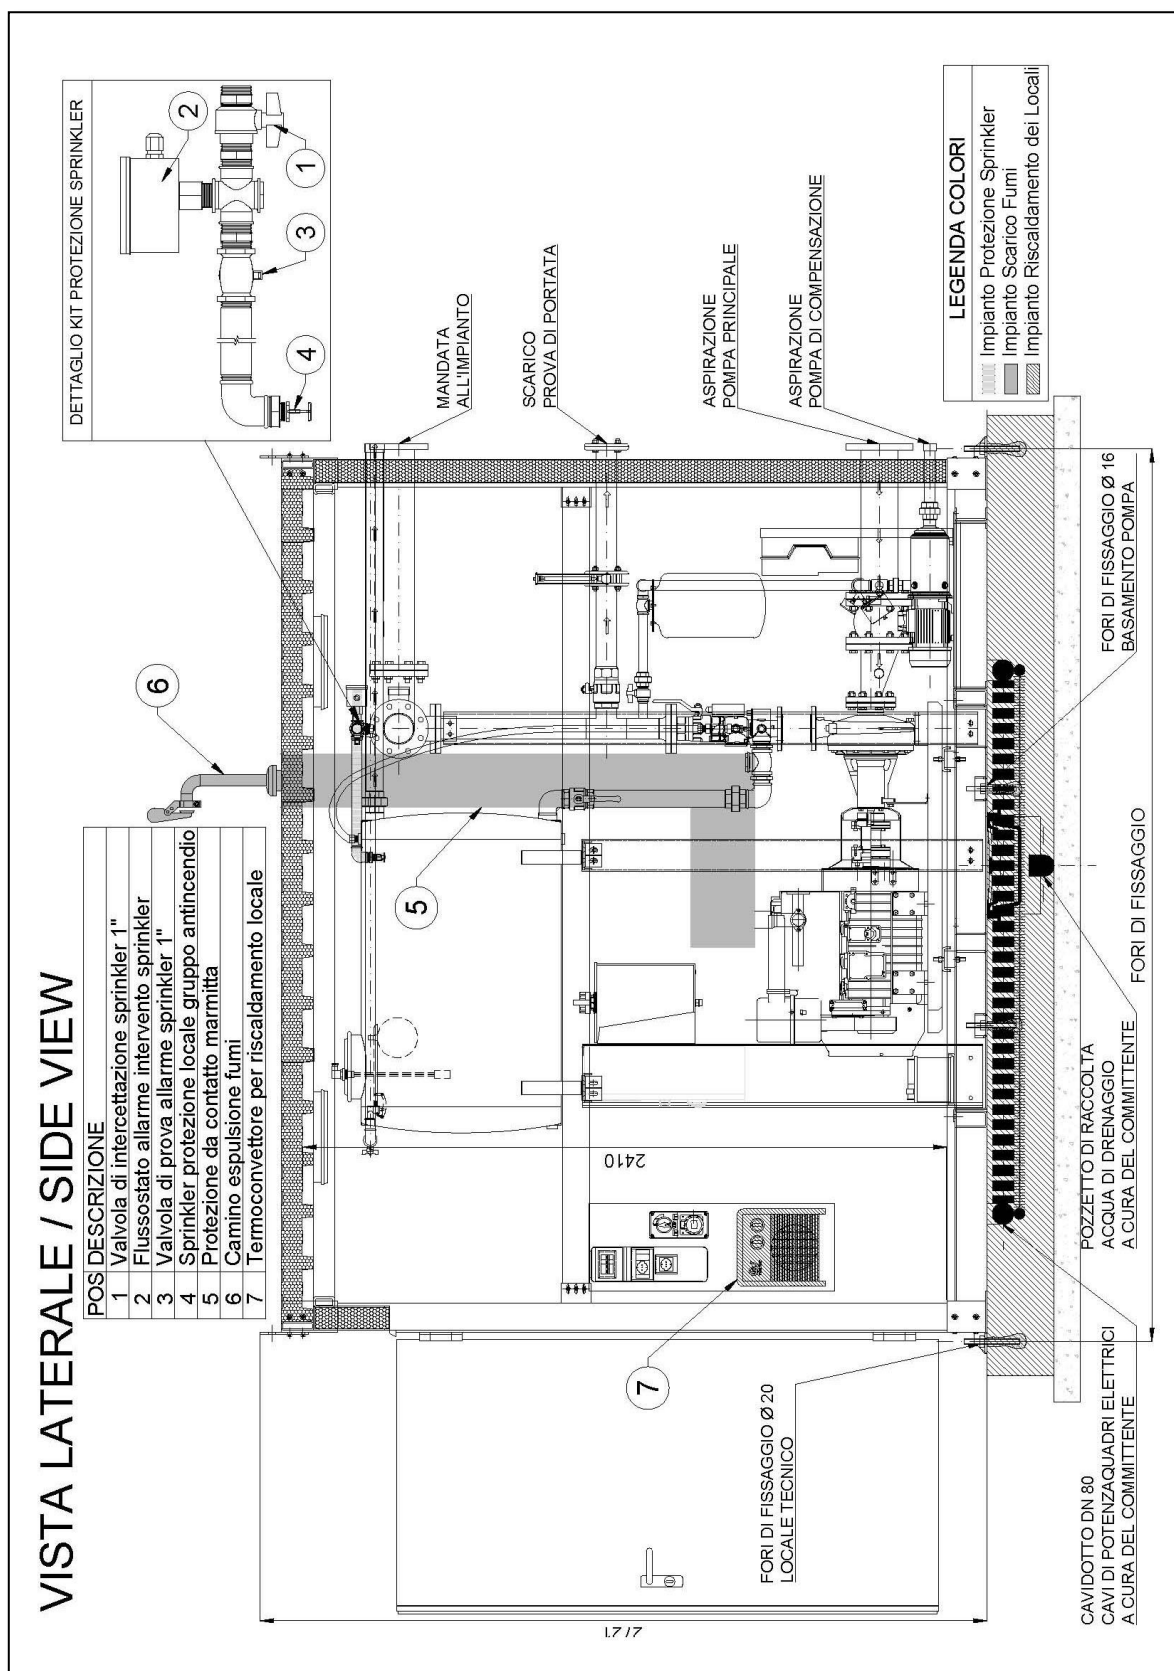 VISTA LATERALE / SIDE VIEW
POS DESCRIZIONE
1 Valvola di intercettazione sprinkler 1"
2 Flussostato allarme intervento sprinkler
3 Valvola di prova allarme sprinkler 1"
4 Sprinkler protezione locale gruppo antincendio
5 Protezione da contatto marmitta
6 Camino espulsione fumi
7 Termoconvettore per riscaldamento locale
DETTAGLIO KIT PROTEZIONE SPRINKLER
1
2
3
4
6
5
7
MANDATA
ALL'IMPIANTO
SCARICO
PROVA DI PORTATA
ASPIRAZIONE
POMPA PRINCIPALE
ASPIRAZIONE
POMPA DI COMPENSAZIONE
LEGENDA COLORI
Impianto Protezione Sprinkler
Impianto Scarico Fumi
Impianto Riscaldamento dei Locali
2410
FORI DI FISSAGGIO Ø 20
LOCALE TECNICO
CAVIDOTTO DN 80
CAVI DI POTENZAQUADRI ELETTRICI
A CURA DEL COMMITTENTE
POZZETTO DI RACCOLTA
ACQUA DI DRENAGGIO
A CURA DEL COMMITTENTE
FORI DI FISSAGGIO
FORI DI FISSAGGIO Ø 16
BASAMENTO POMPA